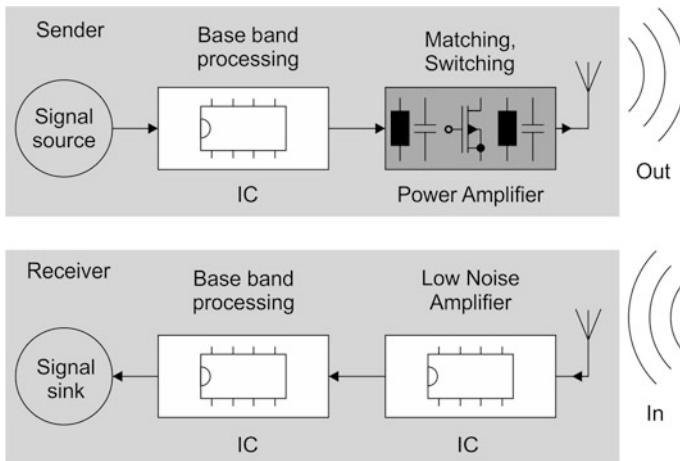 Sender
Base band
processing
Matching,
Switching
Signal
source
IC
Power Amplifier
Out
Receiver
Base band
processing
Low Noise
Amplifier
Signal
sink
IC
IC
In